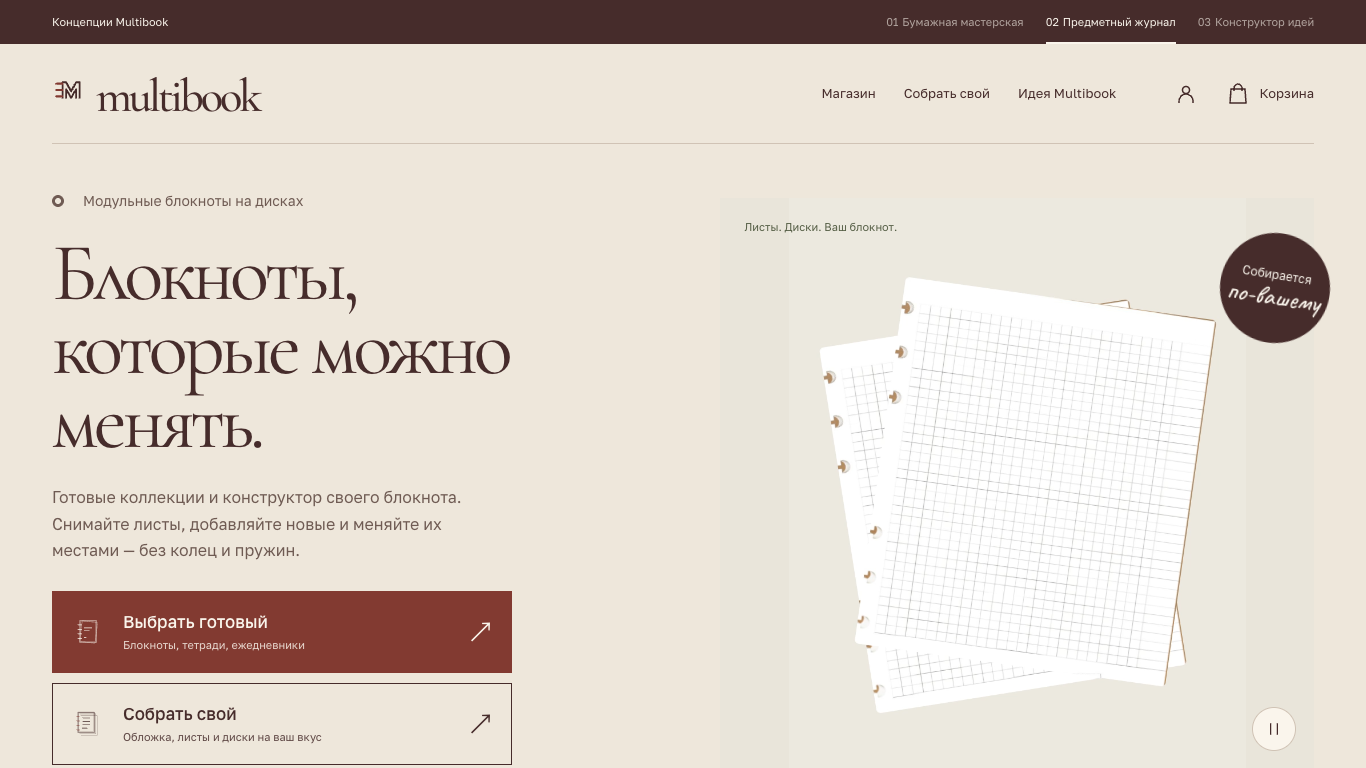 Концепции Multibook
01 Бумажная мастерская
02 Предметный журнал
03 Конструктор идей
multibook
Магазин
Собрать свой
Идея Multibook
Корзина
Модульные блокноты на дисках
Блокноты,
которые можно
менять.
Готовые коллекции и конструктор своего блокнота.
Снимайте листы, добавляйте новые и меняйте их
местами — без колец и пружин.
Выбрать готовый
Блокноты, тетради, ежедневники
Собрать свой
Обложка, листы и диски на ваш вкус
Листы. Диски. Ваш блокнот.
Собирается
по-вашему